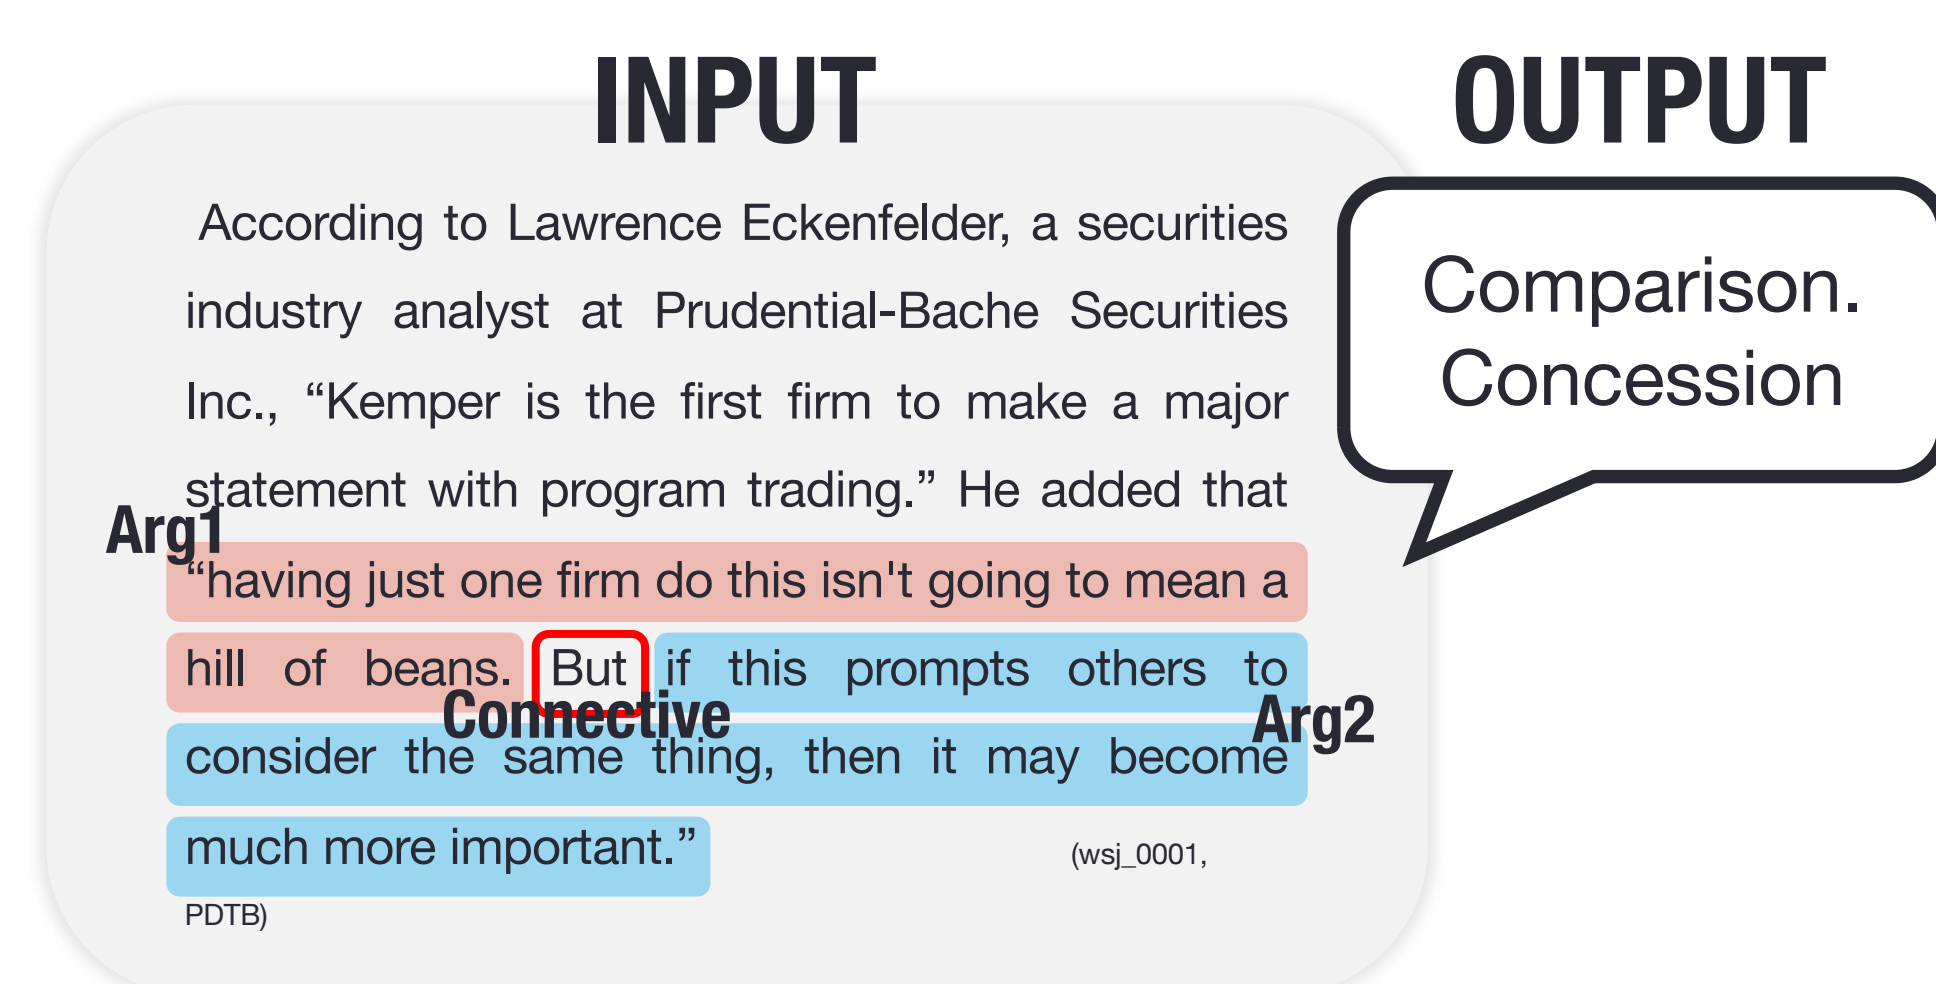 INPUT
OUTPUT
According to Lawrence Eckenfelder, a securities
industry analyst at Prudential-Bache Securities
Inc., “Kemper is the first firm to make a major
statement with program trading.” He added that
Arg1
“having just one firm do this isn't going to mean a
hill of beans. But if this prompts others to
Connective
Arg2
consider the same thing, then it may become
much more important.”
(wsj_0001,
PDTB)
Comparison.
Concession